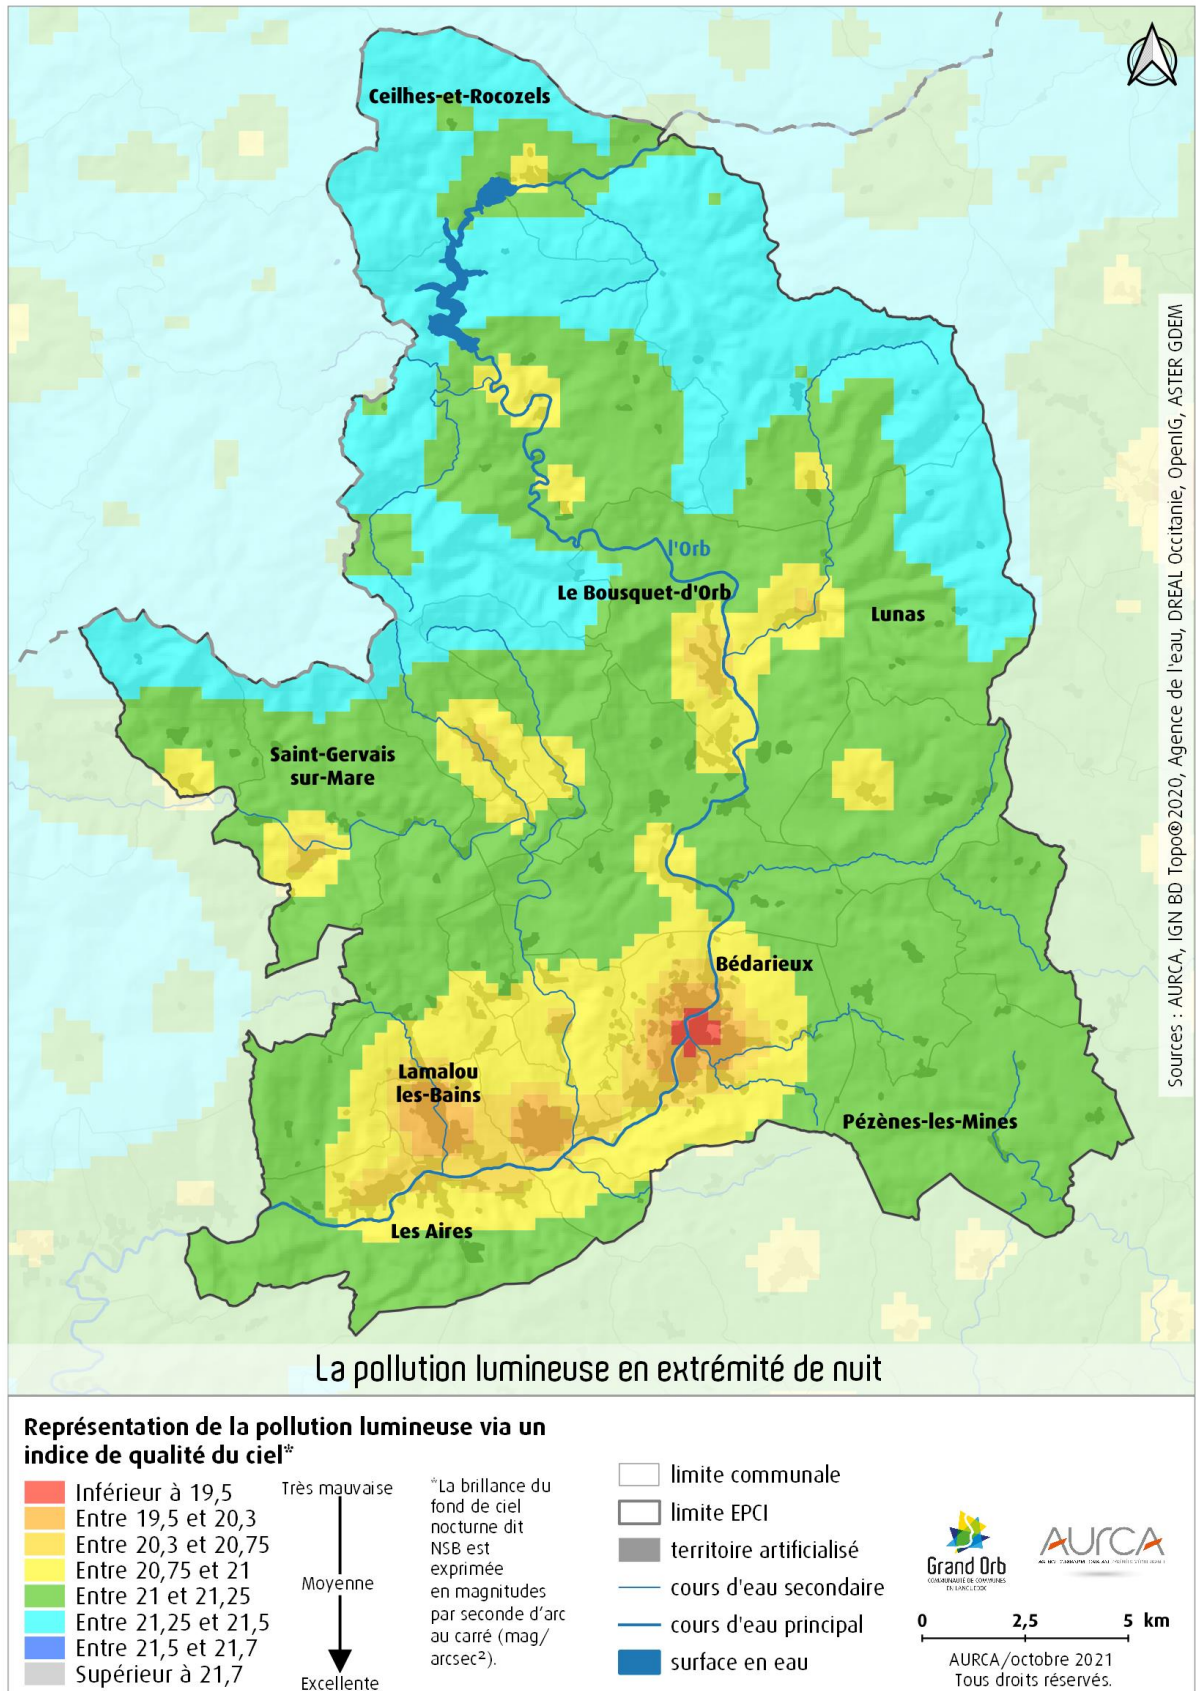 Ceilhes-et-Rocozels
l'Orb
Le Bousquet-d'Orb
Lunas
Saint-Gervais
sur-Mare
Bédarieux
Lamalou
les-Bains
Pézènes-les-Mines
Les Aires
Sources : AURCA, IGN BD Topo®2020, Agence de l'eau, DREAL Occitanie, OpenIG, ASTER GDEM
La pollution lumineuse en extrémité de nuit
Représentation de la pollution lumineuse via un
indice de qualité du ciel*
Inférieur à 19,5
Entre 19,5 et 20,3
Entre 20,3 et 20,75
Entre 20,75 et 21
Entre 21 et 21,25
Entre 21,25 et 21,5
Entre 21,5 et 21,7
Supérieur à 21,7
Très mauvaise
Moyenne
Excellente
*La brillance du
fond de ciel
nocturne dit
NSB est
exprimée
en magnitudes
par seconde d'arc
au carré (mag/
arcsec²).
limite communale
limite EPCI
territoire artificialisé
cours d'eau secondaire
cours d'eau principal
surface en eau
Grand Orb
COMMUNAUTÉ DE COMMUNES
EN LANGUEDOC
AURCA
0 2,5 5 km
AURCA/octobre 2021
Tous droits réservés.